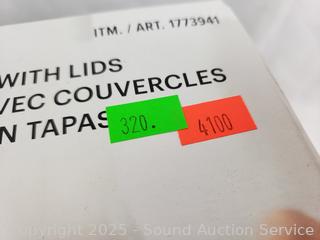 ITM. / ART. 1773941
WITH LIDS
VEC COUVERCLES
N TAPAS
320.
4100
Copyright 2025 - Sound Auction Service